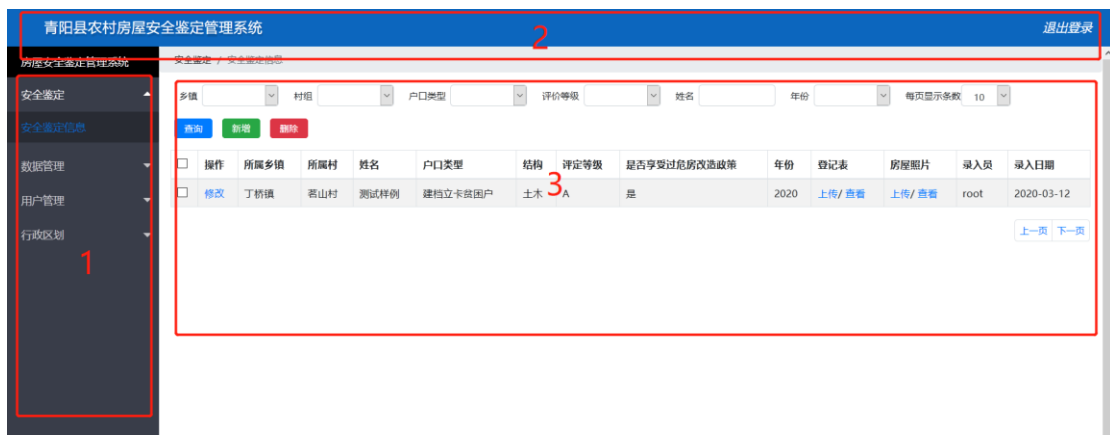 青阳县农村房屋安全鉴定管理系统 2 退出登录
房屋安全鉴定管理系统 安全鉴定 / 安全鉴定信息
安全鉴定 乡镇 村组 户口类型 评价等级 姓名 年份 每页显示条数 10
安全鉴定信息 查询 新增 删除
数据管理 操作 所属乡镇 所属村 姓名 户口类型 结构 评定等级 是否享受过危房改造政策 年份 登记表 房屋照片 录入员 录入日期
修改 丁桥镇 茗山村 测试样例 建档立卡贫困户 土木 3 A 是 2020 上传/ 查看 上传/ 查看 root 2020-03-12
用户管理
行政区划 上一页 下一页
1